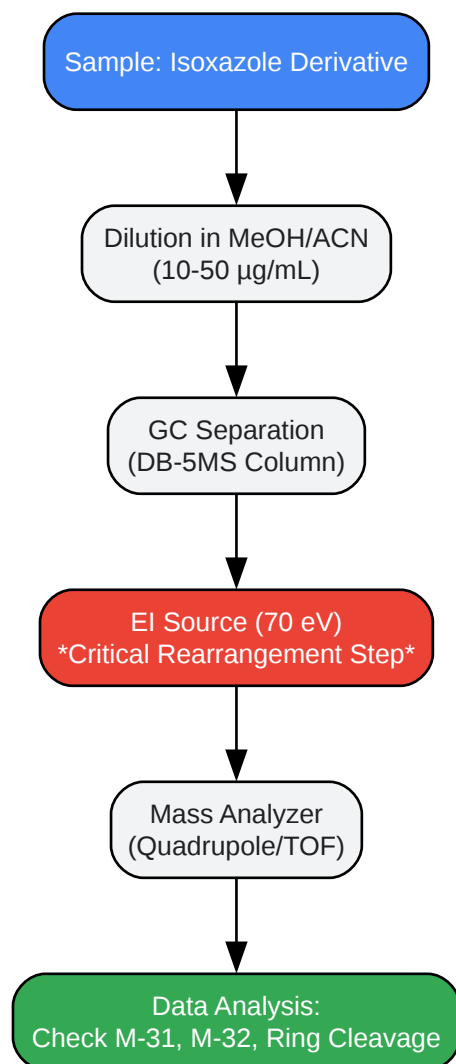 Sample: Isoxazole Derivative
Dilution in MeOH/ACN
(10-50 µg/mL)
GC Separation
(DB-5MS Column)
EI Source (70 eV)
*Critical Rearrangement Step*
Mass Analyzer
(Quadrupole/TOF)
Data Analysis:
Check M-31, M-32, Ring Cleavage